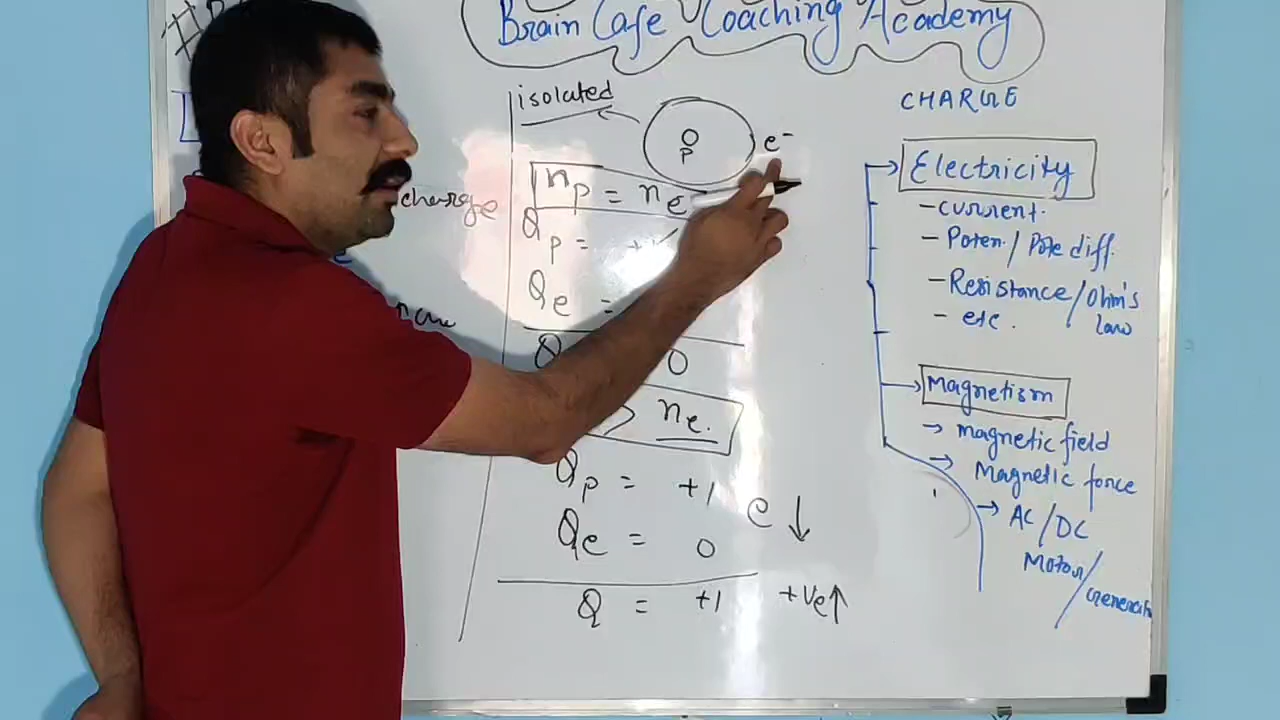 Brain Cafe Coaching Academy
isolated
p
e-
np = ne
Qp =
Qe =
0
ne.
Qp = +1
Qe = 0
e ↓
Q = +1
+ve↑
charge
CHARGE
Electricity
- current.
- Poten./Pote diff.
- Resistance/Ohm's law
- etc.
Magnetism
→ Magnetic field
→ Magnetic force
→ AC/DC
Motor/